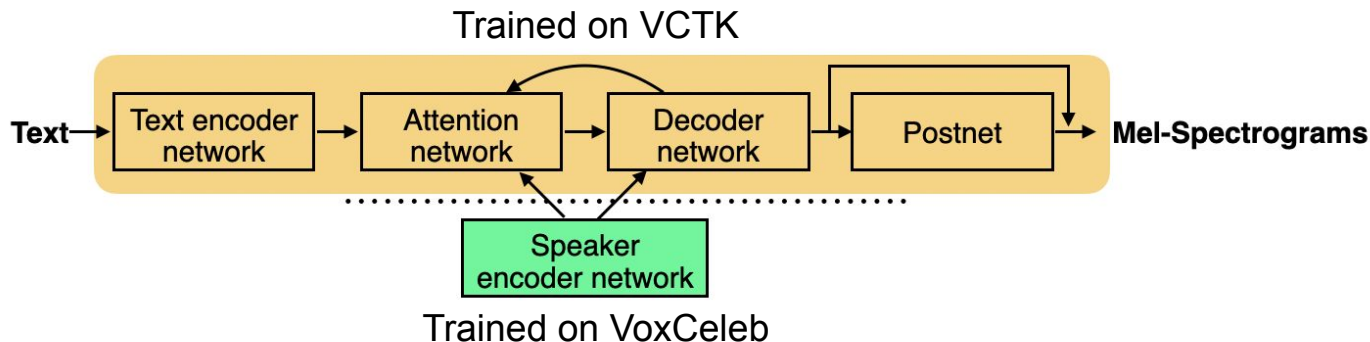 Trained on VCTK
Text
Text encoder
network
Attention
network
Decoder
network
Postnet
Mel-Spectrograms
Speaker
encoder network
Trained on VoxCeleb